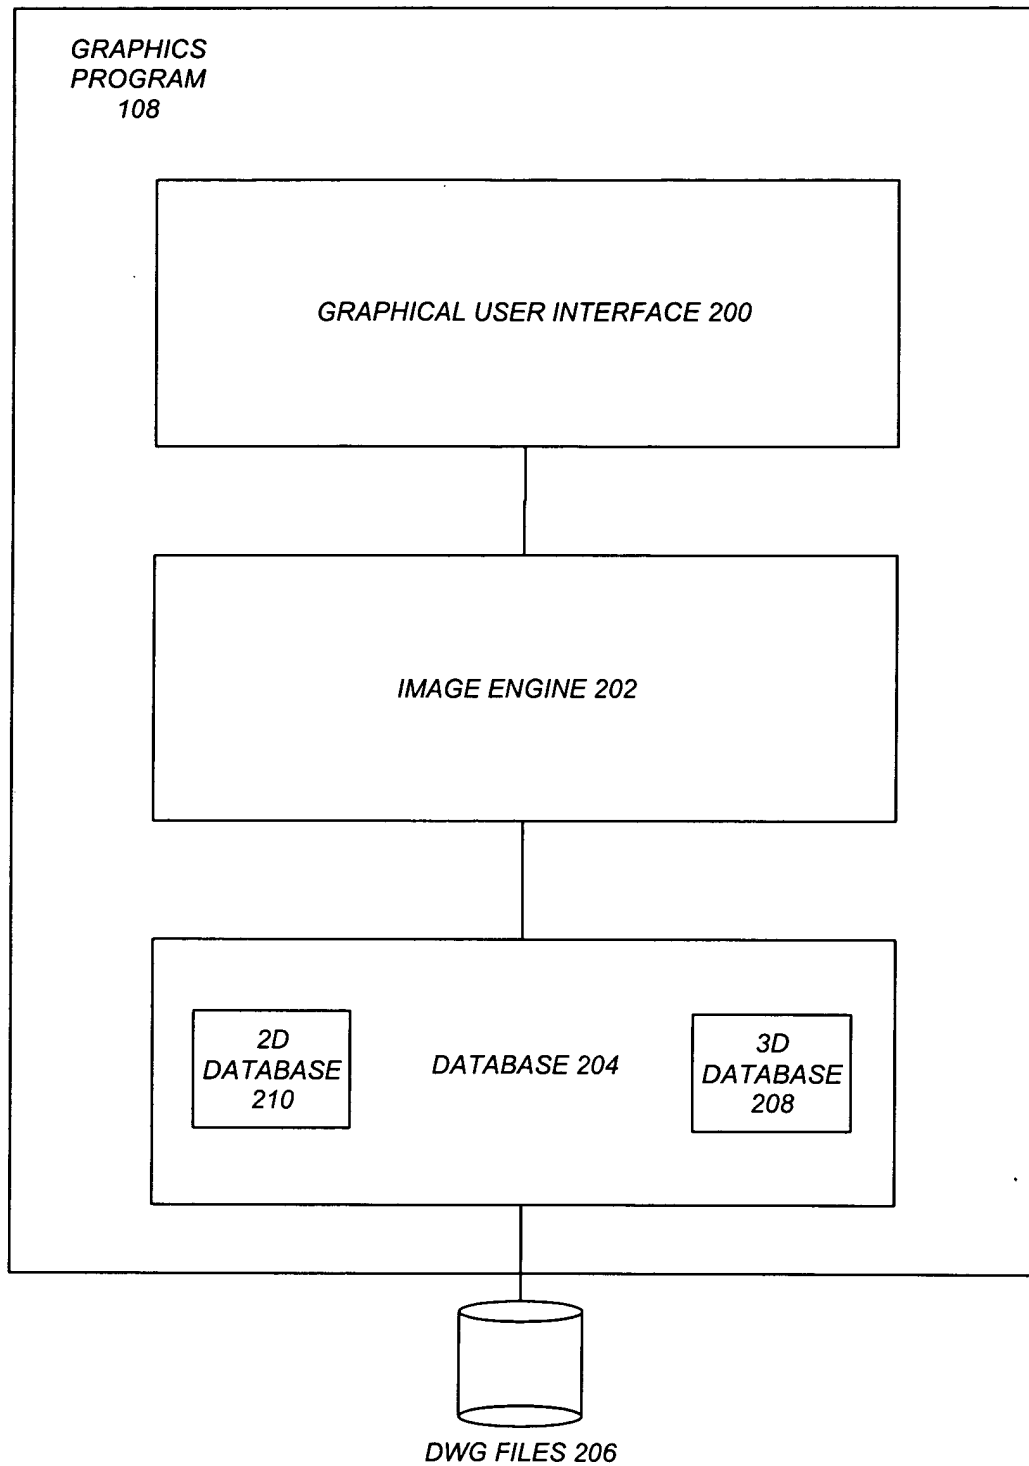 GRAPHICS
PROGRAM
108
GRAPHICAL USER INTERFACE 200
IMAGE ENGINE 202
2D
DATABASE
210
DATABASE 204
3D
DATABASE
208
DWG FILES 206